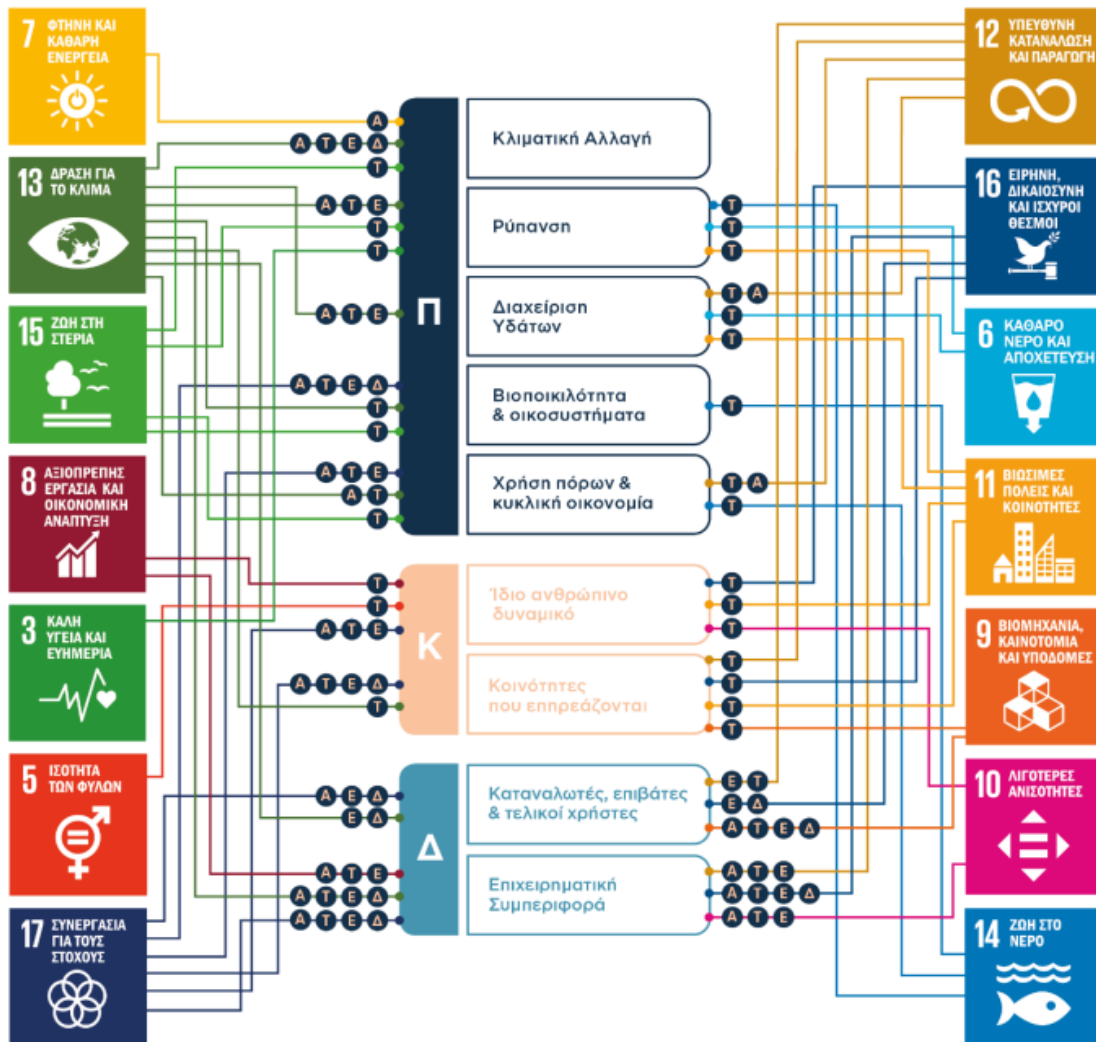 7 ΦΤΗΝΗ ΚΑΙ
ΚΑΘΑΡΗ
ΕΝΕΡΓΕΙΑ
13 ΔΡΑΣΗ ΓΙΑ
ΤΟ ΚΛΙΜΑ
15 ΖΩΗ ΣΤΗ
ΣΤΕΡΙΑ
8 ΑΞΙΟΠΡΕΠΗΣ
ΕΡΓΑΣΙΑ ΚΑΙ
ΟΙΚΟΝΟΜΙΚΗ
ΑΝΑΠΤΥΞΗ
3 ΚΑΛΗ
ΥΓΕΙΑ ΚΑΙ
ΕΥΗΜΕΡΙΑ
5 ΙΣΟΤΗΤΑ
ΤΩΝ ΦΥΛΩΝ
17 ΣΥΝΕΡΓΑΣΙΑ
ΓΙΑ ΤΟΥΣ
ΣΤΟΧΟΥΣ
Α
Α Τ Ε Δ
Τ
Α Τ Ε
Τ
Τ
Α Τ Ε
Α Τ Ε Δ
Τ
Τ
Α Τ Ε
Α Τ
Τ
Π
Κλιματική Αλλαγή
Ρύπανση
Διαχείριση
Υδάτων
Βιοποικιλότητα
& οικοσυστήματα
Χρήση πόρων &
κυκλική οικονομία
Τ
Τ
Τ
Τ Α
Τ
Τ
Τ
Τ Α
Τ
Τ
Τ
Α Τ Ε
Α Τ Ε Δ
Τ
Κ
Ίδιο ανθρώπινο
δυναμικό
Κοινότητες
που επηρεάζονται
Τ
Τ
Τ
Τ
Τ
Τ
Τ
Α Ε Δ
Ε Δ
Α Τ Ε
Α Τ Ε Δ
Α Τ Ε Δ
Δ
Καταναλωτές, επιβάτες
& τελικοί χρήστες
Επιχειρηματική
Συμπεριφορά
Ε Τ
Ε Δ
Α Τ Ε Δ
Α Τ Ε
Α Τ Ε Δ
Α Τ Ε
12 ΥΠΕΥΘΥΝΗ
ΚΑΤΑΝΑΛΩΣΗ
ΚΑΙ ΠΑΡΑΓΩΓΗ
16 ΕΙΡΗΝΗ,
ΔΙΚΑΙΟΣΥΝΗ
ΚΑΙ ΙΣΧΥΡΟΙ
ΘΕΣΜΟΙ
6 ΚΑΘΑΡΟ
ΝΕΡΟ ΚΑΙ
ΑΠΟΧΕΤΕΥΣΗ
11 ΒΙΩΣΙΜΕΣ
ΠΟΛΕΙΣ ΚΑΙ
ΚΟΙΝΟΤΗΤΕΣ
9 ΒΙΟΜΗΧΑΝΙΑ,
ΚΑΙΝΟΤΟΜΙΑ
ΚΑΙ ΥΠΟΔΟΜΕΣ
10 ΛΙΓΟΤΕΡΕΣ
ΑΝΙΣΟΤΗΤΕΣ
14 ΖΩΗ ΣΤΟ
ΝΕΡΟ